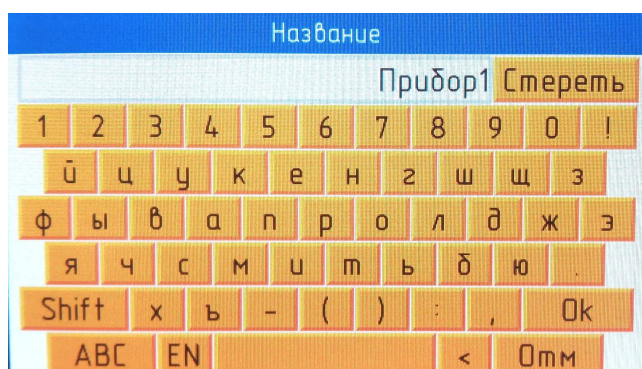 Название
Прибор1 Стереть
1 2 3 4 5 6 7 8 9 0 !
й ц у к е н г ш щ з
ф ы в а п р о л д ж э
я ч с м и т ь б ю .
Shift х ъ - ( ) : , Ok
ABC EN < Отм